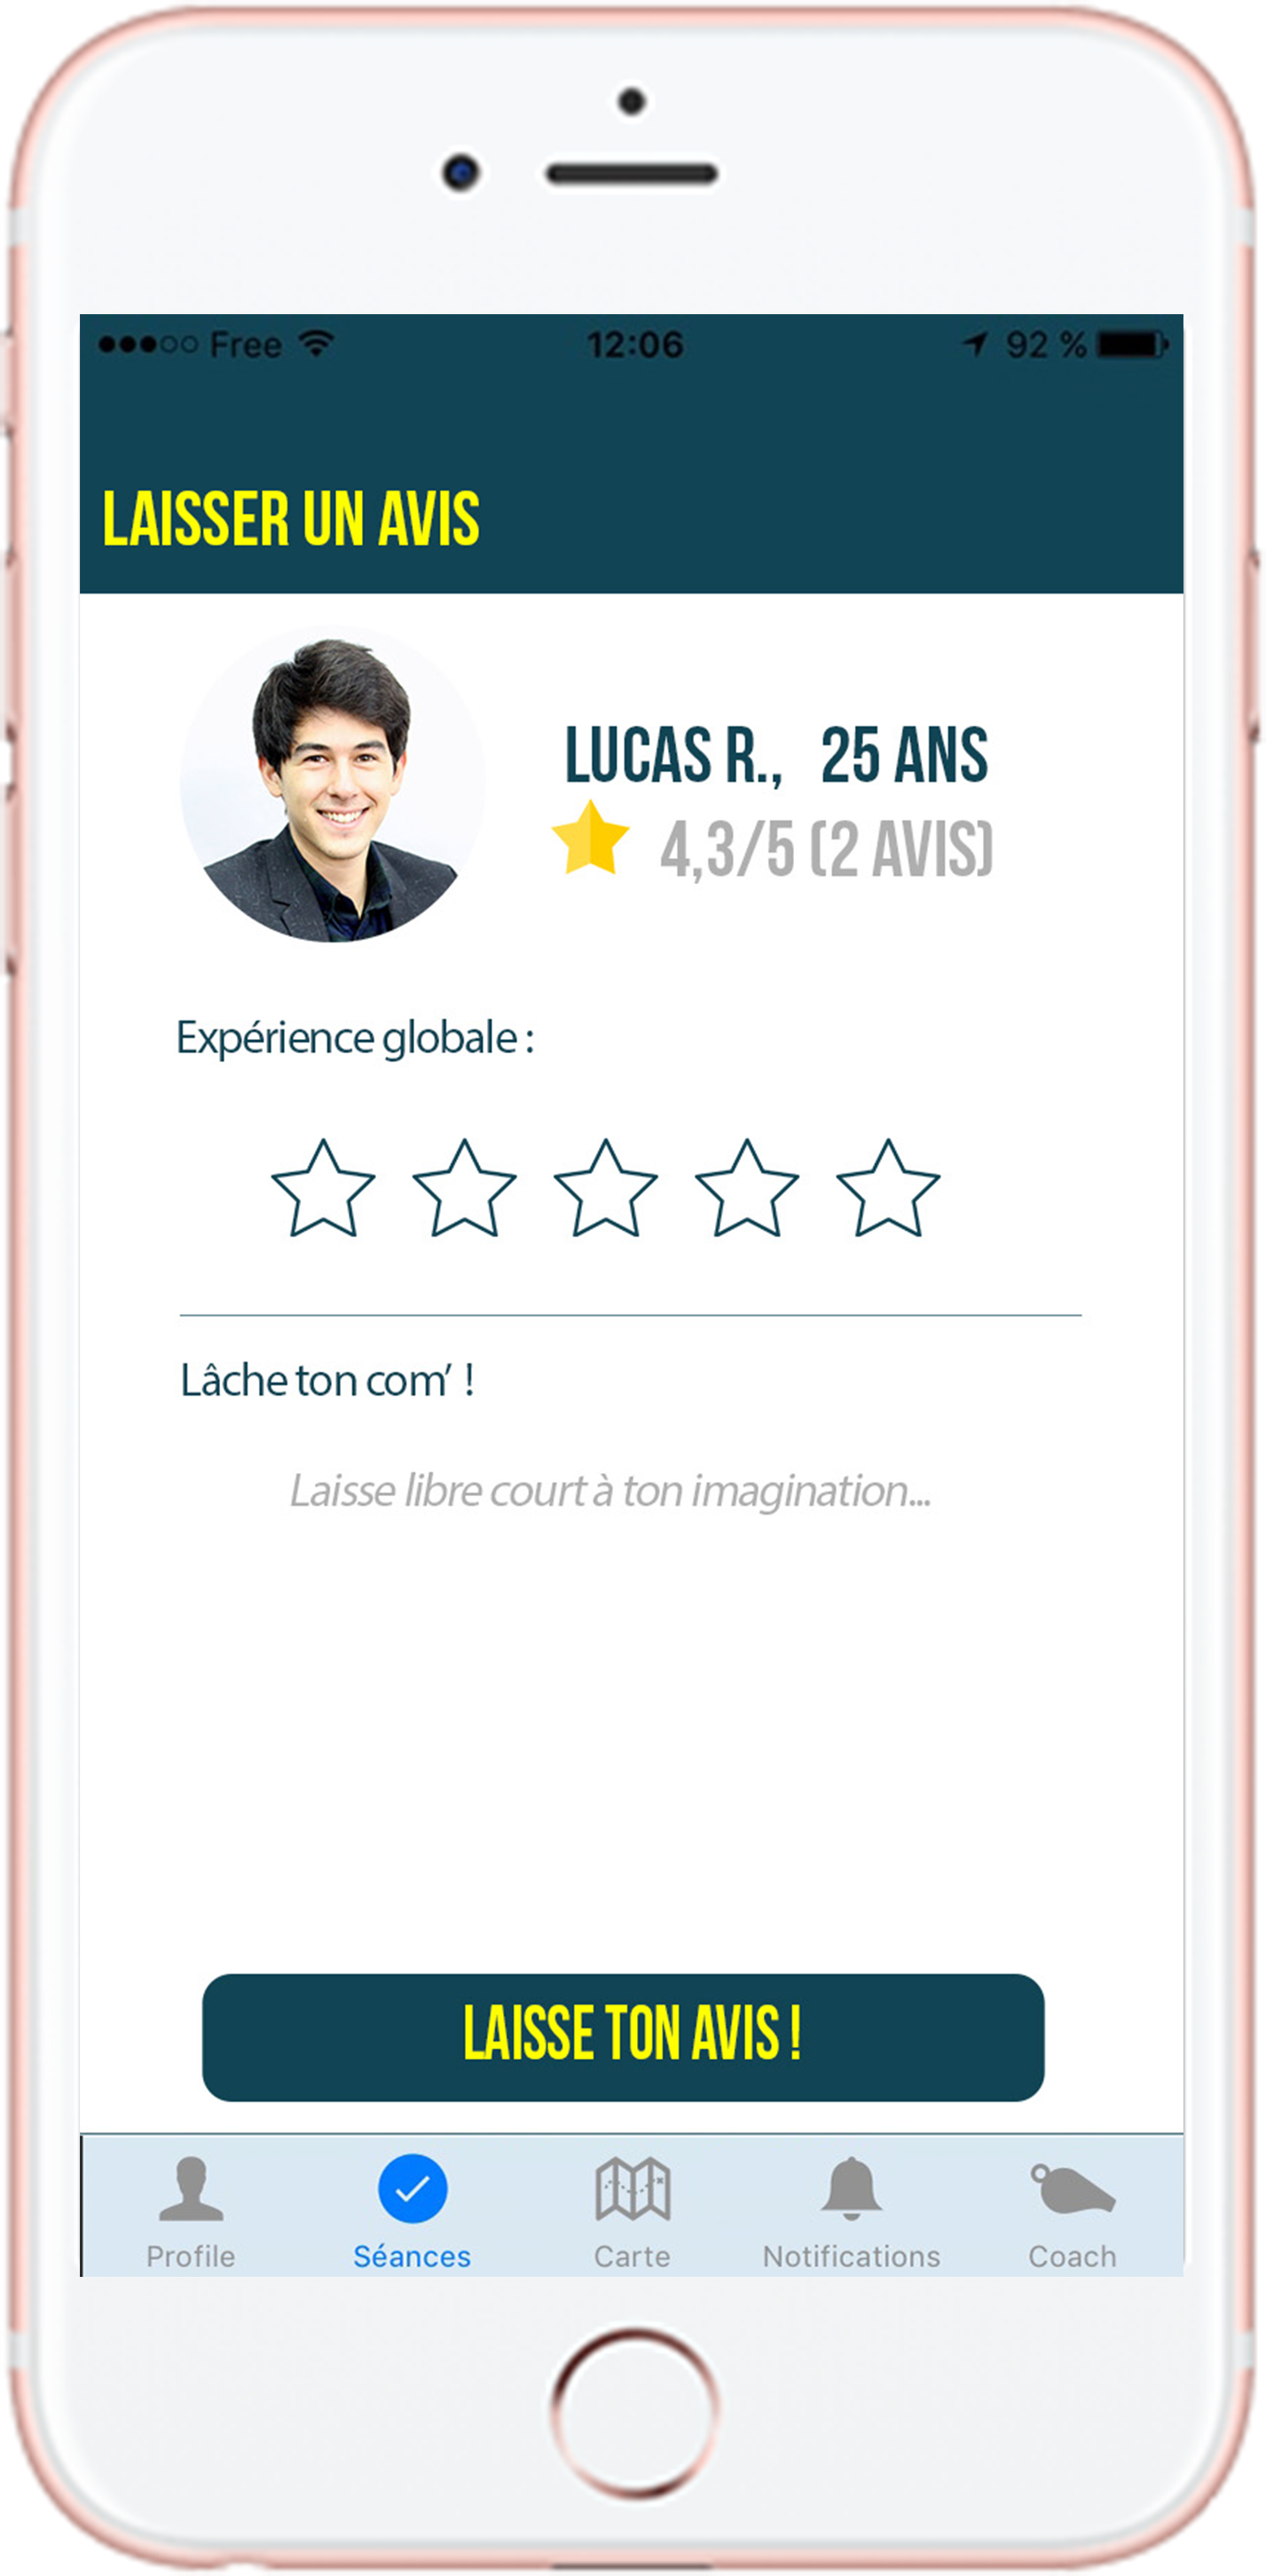 Free 12:06 92 %
LAISSER UN AVIS
LUCAS R., 25 ANS
4,3/5 (2 AVIS)
Expérience globale :
Lâche ton com’ !
Laisse libre court à ton imagination...
LAISSE TON AVIS !
Profile Séances Carte Notifications Coach